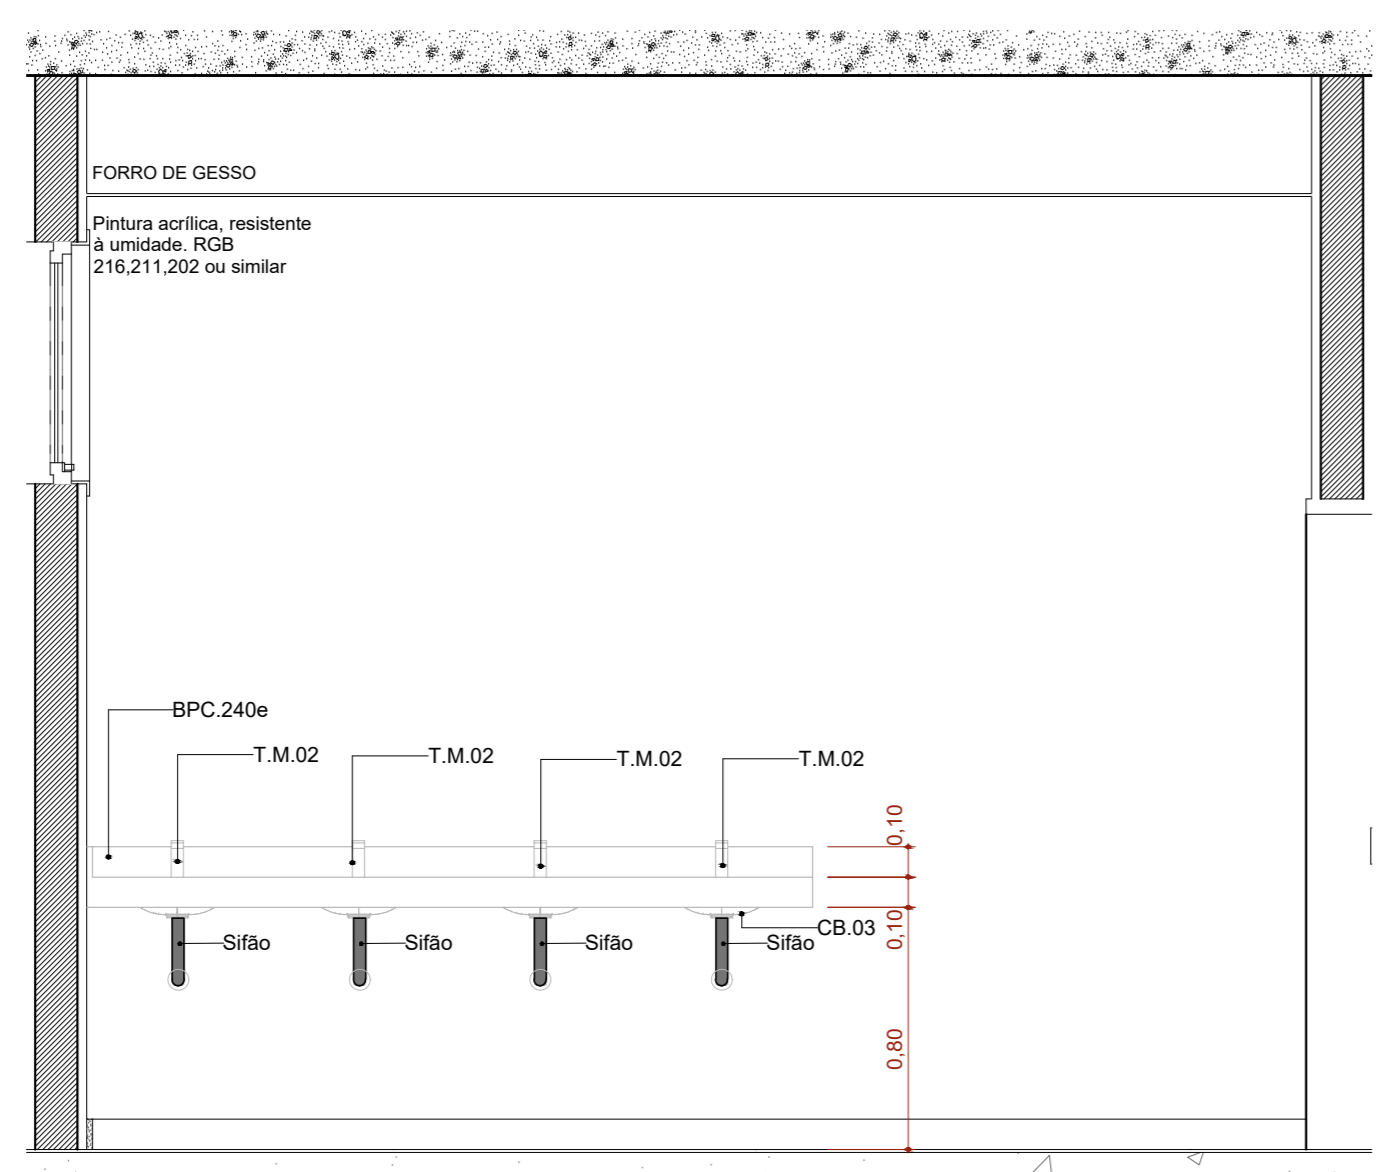 FORRO DE GESSO
Pintura acrílica, resistente
à umidade. RGB
216,211,202 ou similar
BPC.240e
T.M.02
T.M.02
T.M.02
T.M.02
0,10
0,10
CB.03
Sifão
Sifão
Sifão
Sifão
0,80